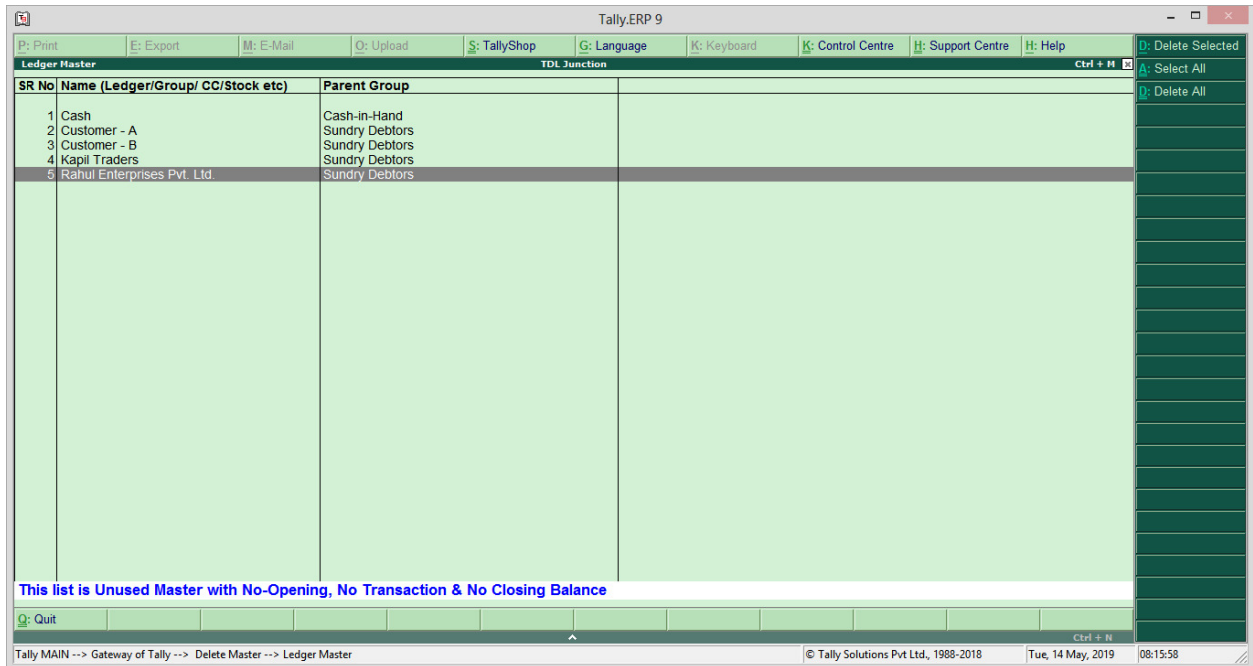 Tally.ERP 9
P: Print E: Export M: E-Mail O: Upload S: TallyShop G: Language K: Keyboard K: Control Centre H: Support Centre H: Help D: Delete Selected
Ledger Master TDL Junction Ctrl + M
A: Select All
SR No Name (Ledger/Group/ CC/Stock etc) Parent Group
D: Delete All
1 Cash Cash-in-Hand
2 Customer - A Sundry Debtors
3 Customer - B Sundry Debtors
4 Kapil Traders Sundry Debtors
5 Rahul Enterprises Pvt. Ltd. Sundry Debtors
This list is Unused Master with No-Opening, No Transaction & No Closing Balance
Q: Quit
Ctrl + N
Tally MAIN --> Gateway of Tally --> Delete Master --> Ledger Master © Tally Solutions Pvt Ltd., 1988-2018 Tue, 14 May, 2019 08:15:58